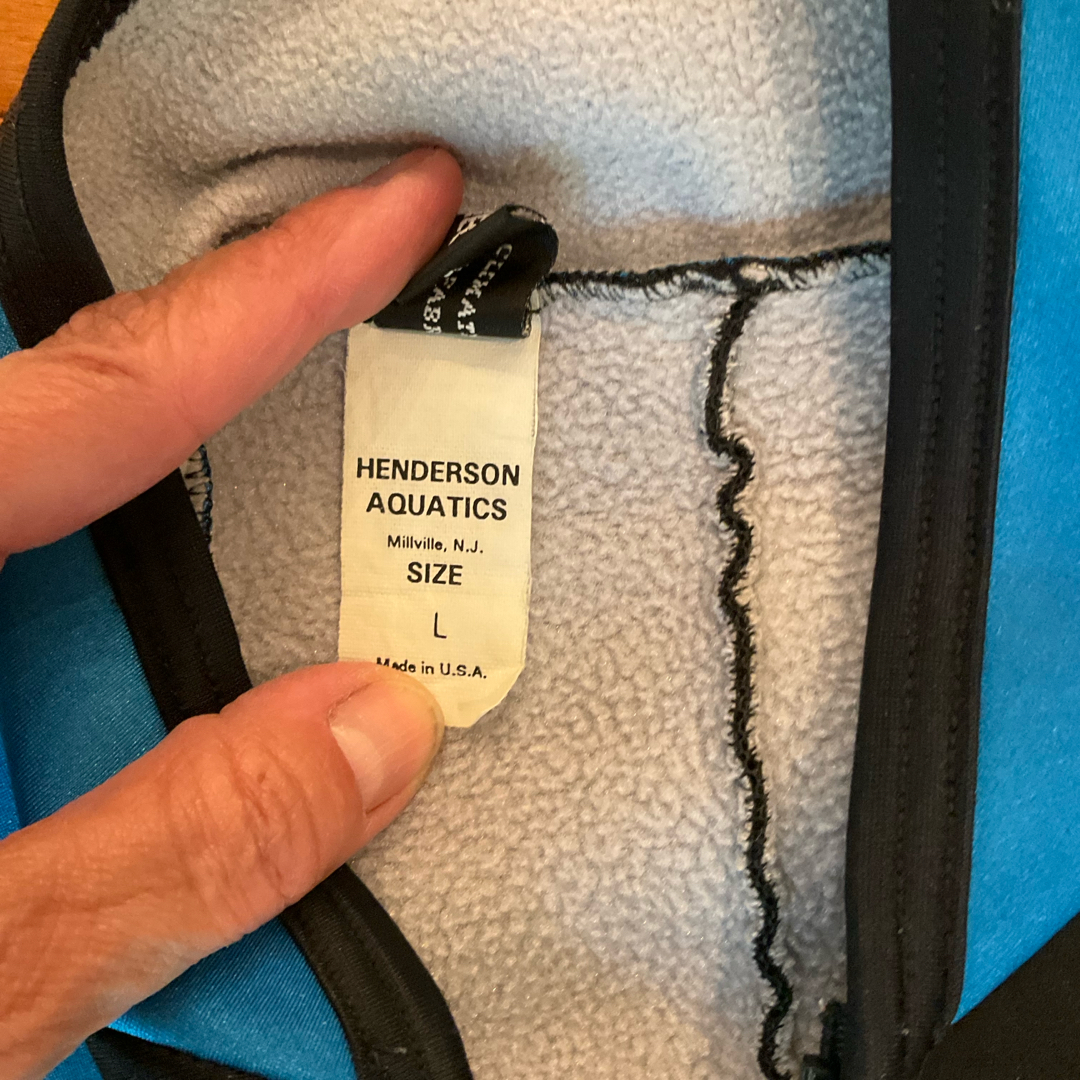 HENDERSON
AQUATICS
Millville, N.J.
SIZE
L
Made in U.S.A.